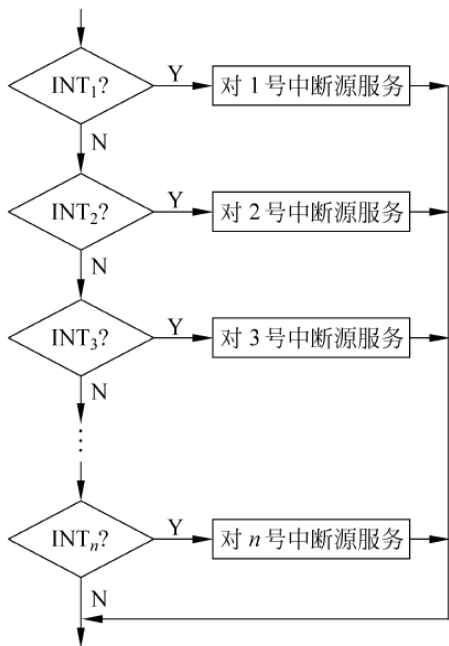 INT₁?
Y
对1号中断源服务
N
INT₂?
Y
对2号中断源服务
N
INT₃?
Y
对3号中断源服务
N
⋮
INTₙ?
Y
对n号中断源服务
N